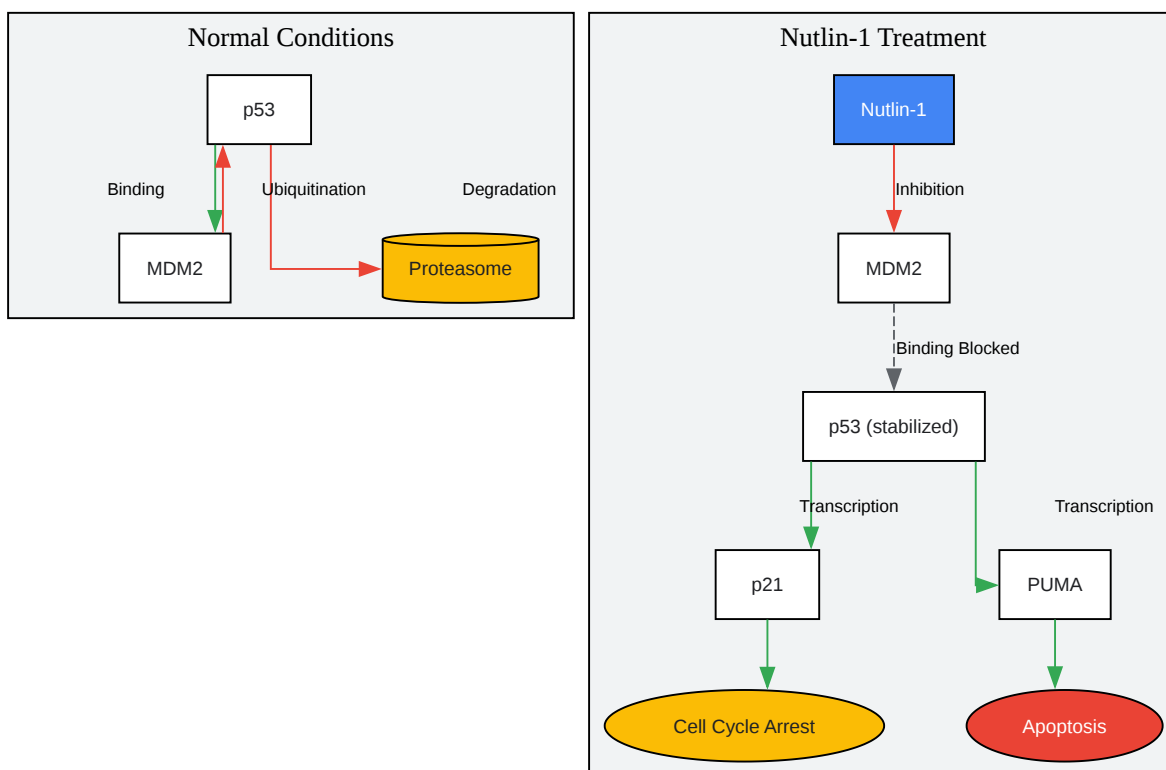 Normal Conditions
p53
Binding
Ubiquitination
Degradation
MDM2
Proteasome
Nutlin-1 Treatment
Nutlin-1
Inhibition
MDM2
Binding Blocked
p53 (stabilized)
Transcription
Transcription
p21
PUMA
Cell Cycle Arrest
Apoptosis